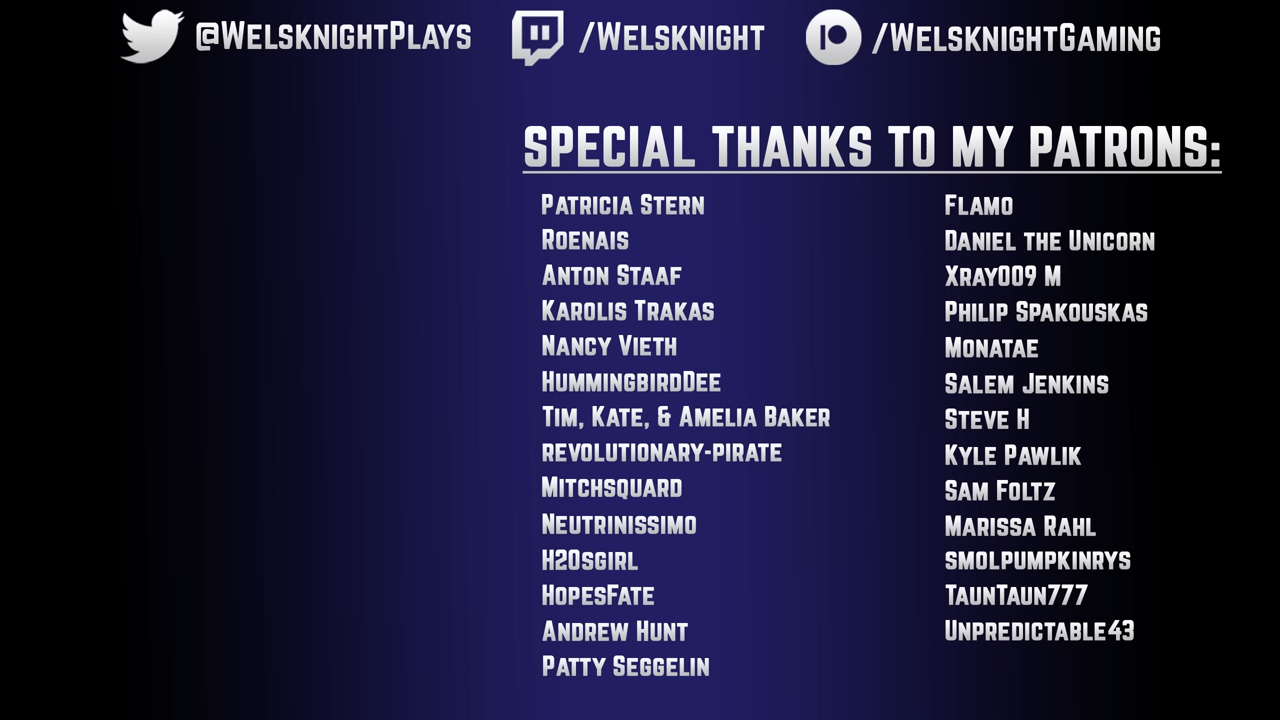 @WelsknightPlays /Welsknight /WelsknightGaming
SPECIAL THANKS TO MY PATRONS:
Patricia Stern
Roenais
Anton Staaf
Karolis Trakas
Nancy Vieth
HummingbirdDee
Tim, Kate, & Amelia Baker
revolutionary-pirate
Mitchsquard
Neutrinissimo
H2Osgirl
HopesFate
Andrew Hunt
Patty Seggelin
Flamo
Daniel the Unicorn
Xray009 M
Philip Spakouskas
Monatae
Salem Jenkins
Steve H
Kyle Pawlik
Sam Foltz
Marissa Rahl
smolpumpkinrys
TaunTaun777
Unpredictable43